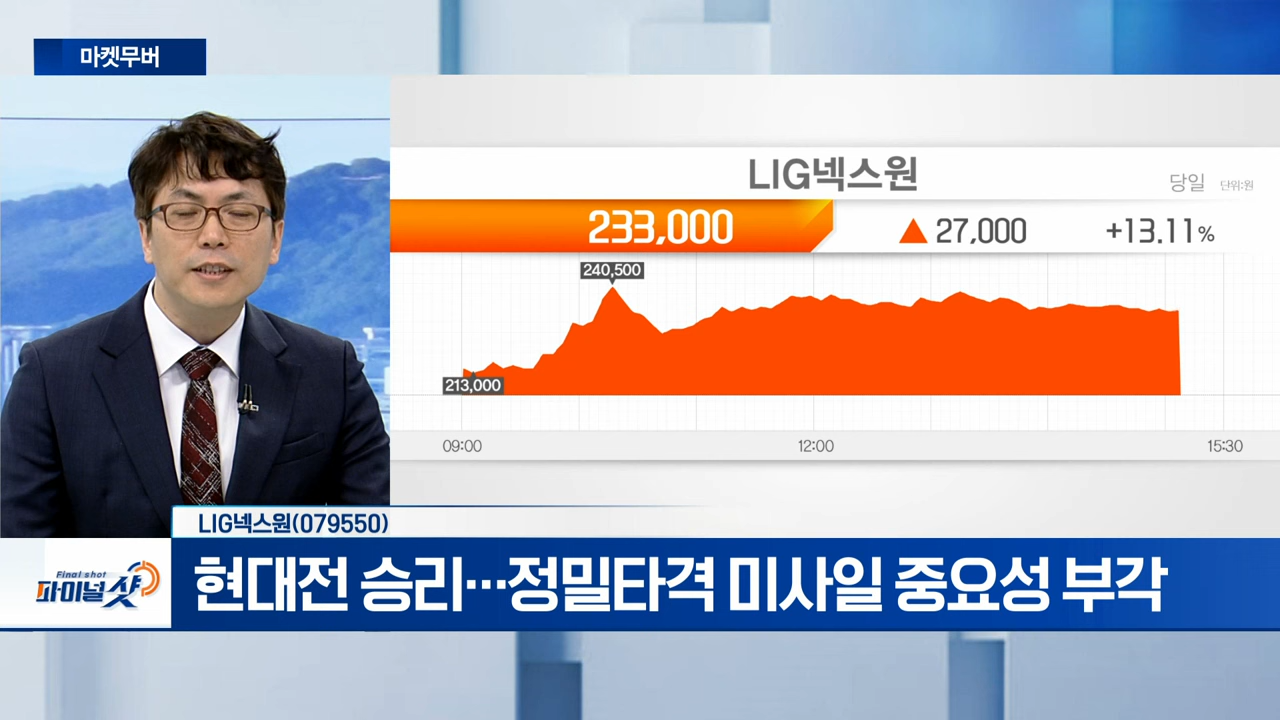 마켓무버
LIG넥스원
당일 단위:원
233,000 ▲ 27,000 +13.11%
240,500
213,000
09:00 12:00 15:30
LIG넥스원(079550)
Final shot
파이널샷
현대전 승리…정밀타격 미사일 중요성 부각